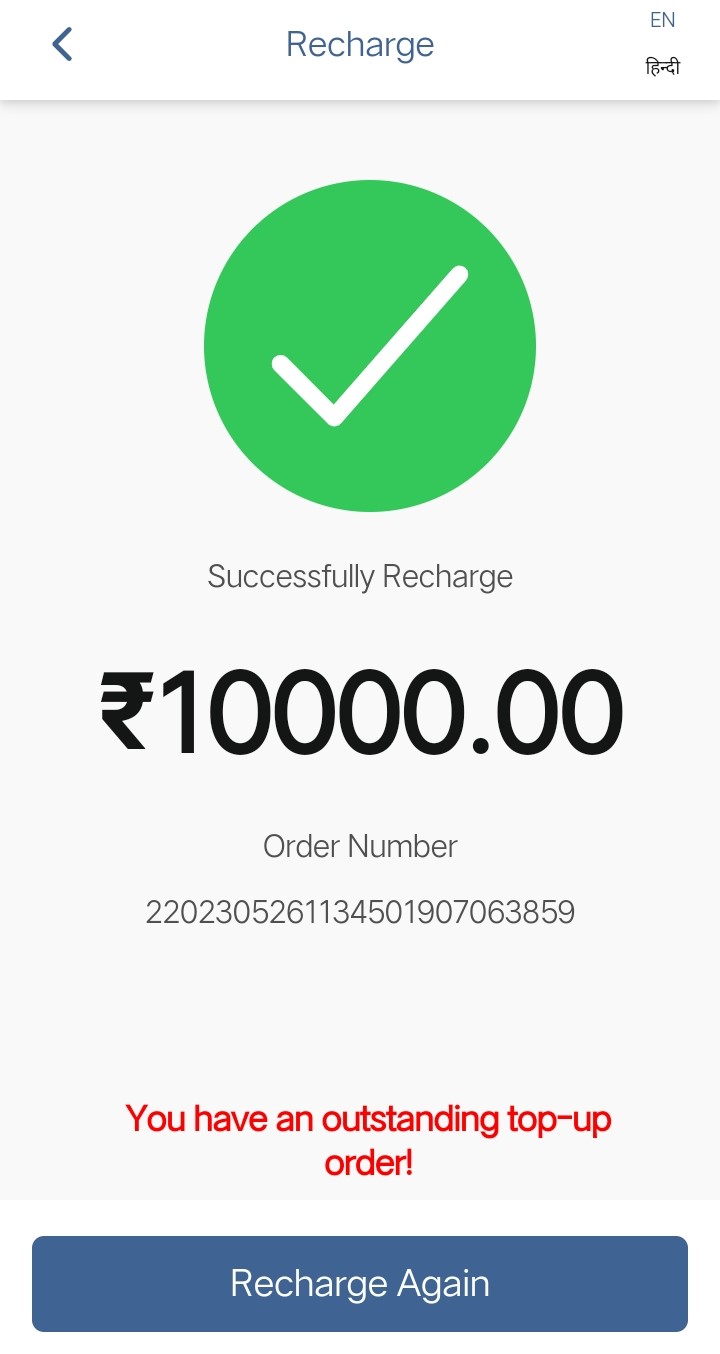 Recharge
EN
हिन्दी
Successfully Recharge
₹10000.00
Order Number
2202305261134501907063859
You have an outstanding top-up
order!
Recharge Again